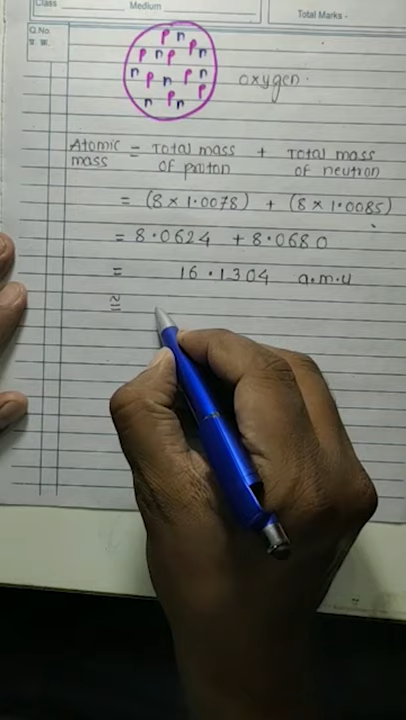 Class Medium
Total Marks -
Q.No.
प्र. क्र.
p n
p n p n
n p n p n
n p n p
oxygen.
Atomic mass = Total mass of proton + Total mass of neutron
= (8 × 1.0078) + (8 × 1.0085)
= 8.0624 + 8.0680
= 16.1304 a.m.u
≅